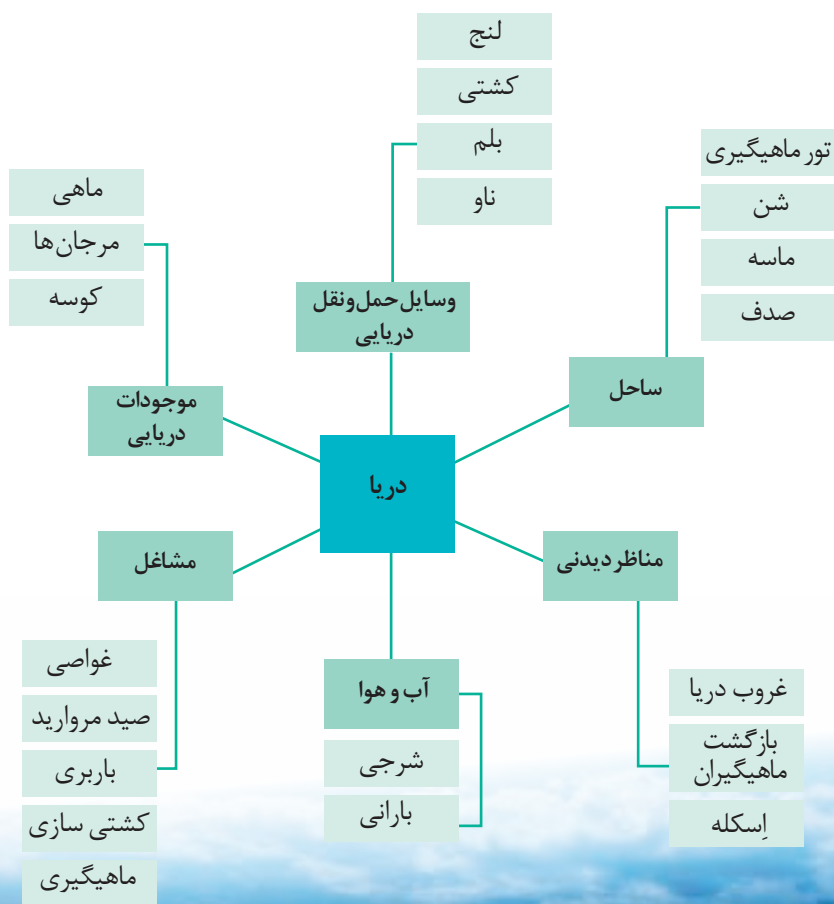 لنج
کشتی
بلم
ناو
تور ماهیگیری
شن
ماسه
صدف
ماهی
مرجان‌ها
کوسه
وسایل حمل‌ونقل
دریایی
ساحل
موجودات
دریایی
دریا
مشاغل
مناظر دیدنی
آب و هوا
غواصی
صید مروارید
باربری
کشتی سازی
ماهیگیری
شرجی
بارانی
غروب دریا
بازگشت
ماهیگیران
اِسکله